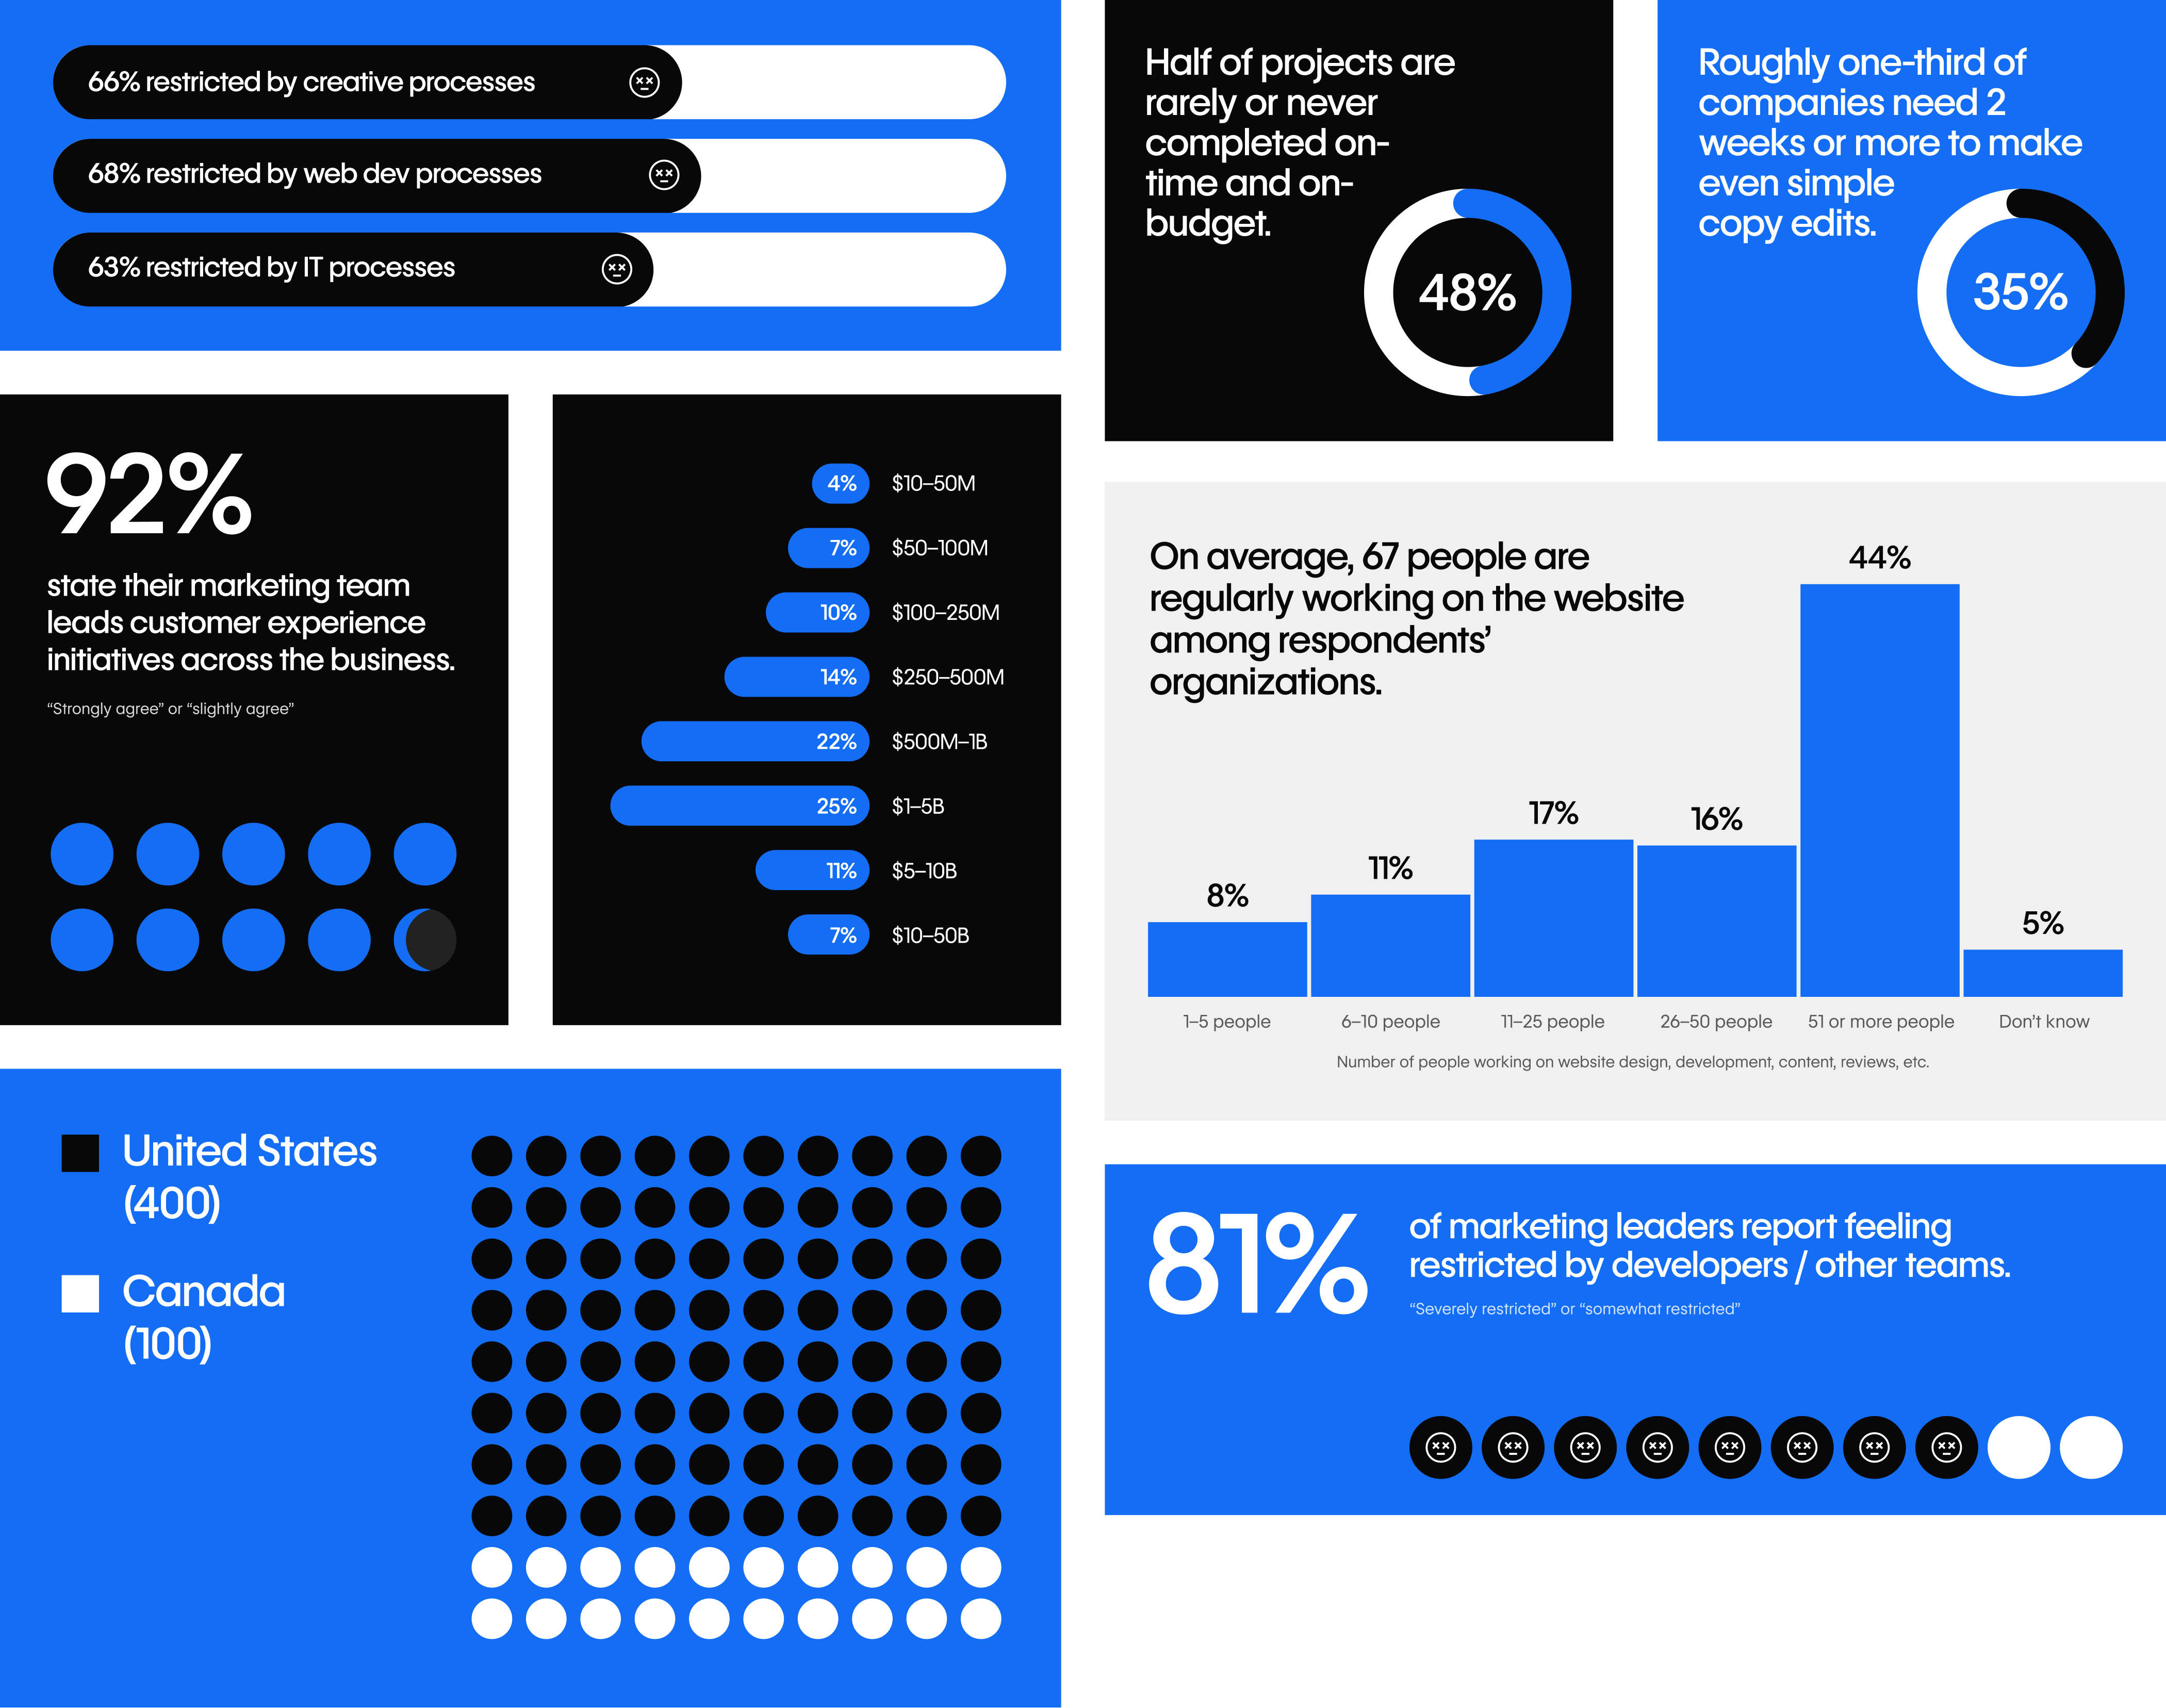 66% restricted by creative processes
68% restricted by web dev processes
63% restricted by IT processes
92%
state their marketing team
leads customer experience
initiatives across the business.
“Strongly agree” or “slightly agree”
4% $10–50M
7% $50–100M
10% $100–250M
14% $250–500M
22% $500M–1B
25% $1–5B
11% $5–10B
7% $10–50B
United States
(400)
Canada
(100)
Half of projects are
rarely or never
completed on-
time and on-
budget.
48%
Roughly one-third of
companies need 2
weeks or more to make
even simple
copy edits.
35%
On average, 67 people are
regularly working on the website
among respondents’
organizations.
8%
11%
17%
16%
44%
5%
1–5 people
6–10 people
11–25 people
26–50 people
51 or more people
Don’t know
Number of people working on website design, development, content, reviews, etc.
81%
of marketing leaders report feeling
restricted by developers / other teams.
“Severely restricted” or “somewhat restricted”